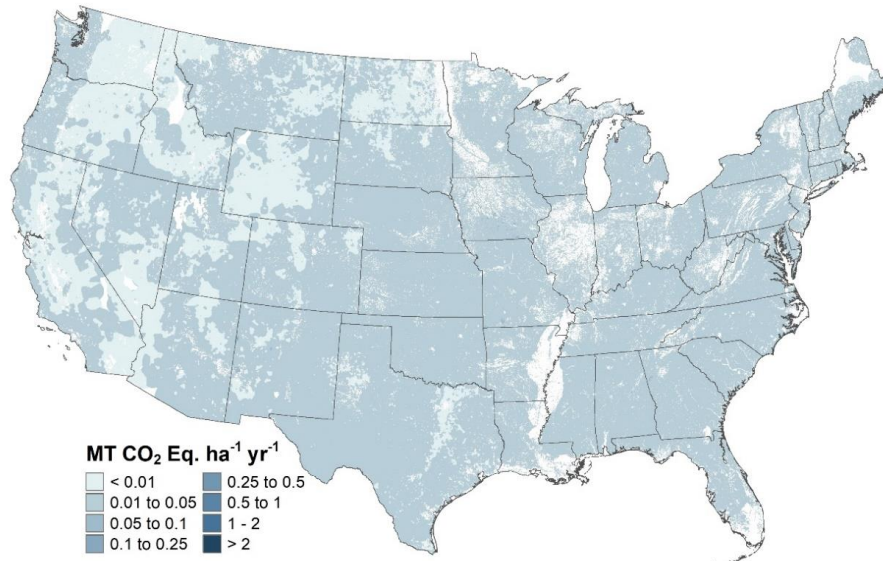 MT CO₂ Eq. ha⁻¹ yr⁻¹
< 0.01
0.01 to 0.05
0.05 to 0.1
0.1 to 0.25
0.25 to 0.5
0.5 to 1
1 - 2
> 2